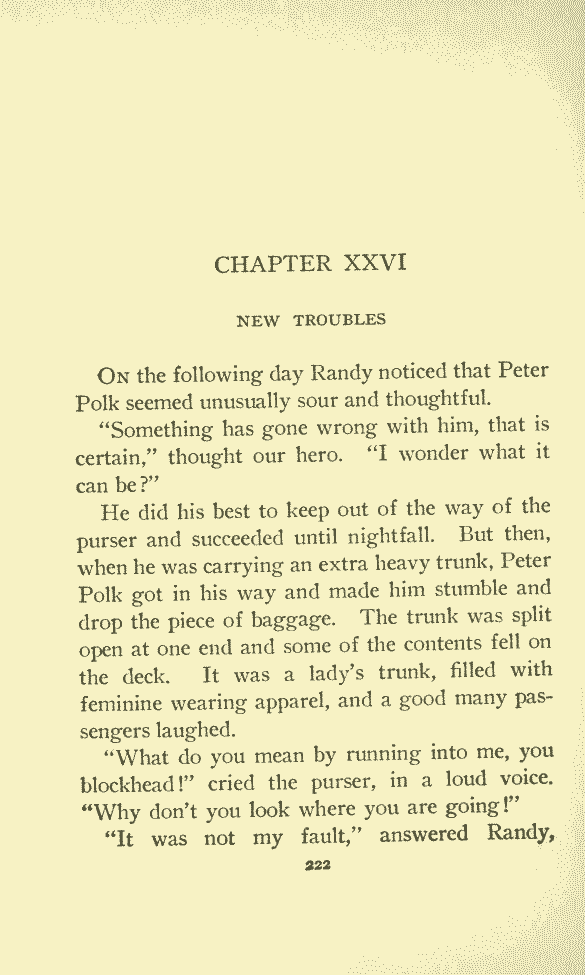 CHAPTER XXVI
NEW TROUBLES
ON the following day Randy noticed that Peter
Polk seemed unusually sour and thoughtful.
“Something has gone wrong with him, that is
certain,” thought our hero. “I wonder what it
can be?”
He did his best to keep out of the way of the
purser and succeeded until nightfall. But then,
when he was carrying an extra heavy trunk, Peter
Polk got in his way and made him stumble and
drop the piece of baggage. The trunk was split
open at one end and some of the contents fell on
the deck. It was a lady’s trunk, filled with
feminine wearing apparel, and a good many pas-
sengers laughed.
“What do you mean by running into me, you
blockhead!” cried the purser, in a loud voice.
“Why don’t you look where you are going!”
“It was not my fault,” answered Randy,
222